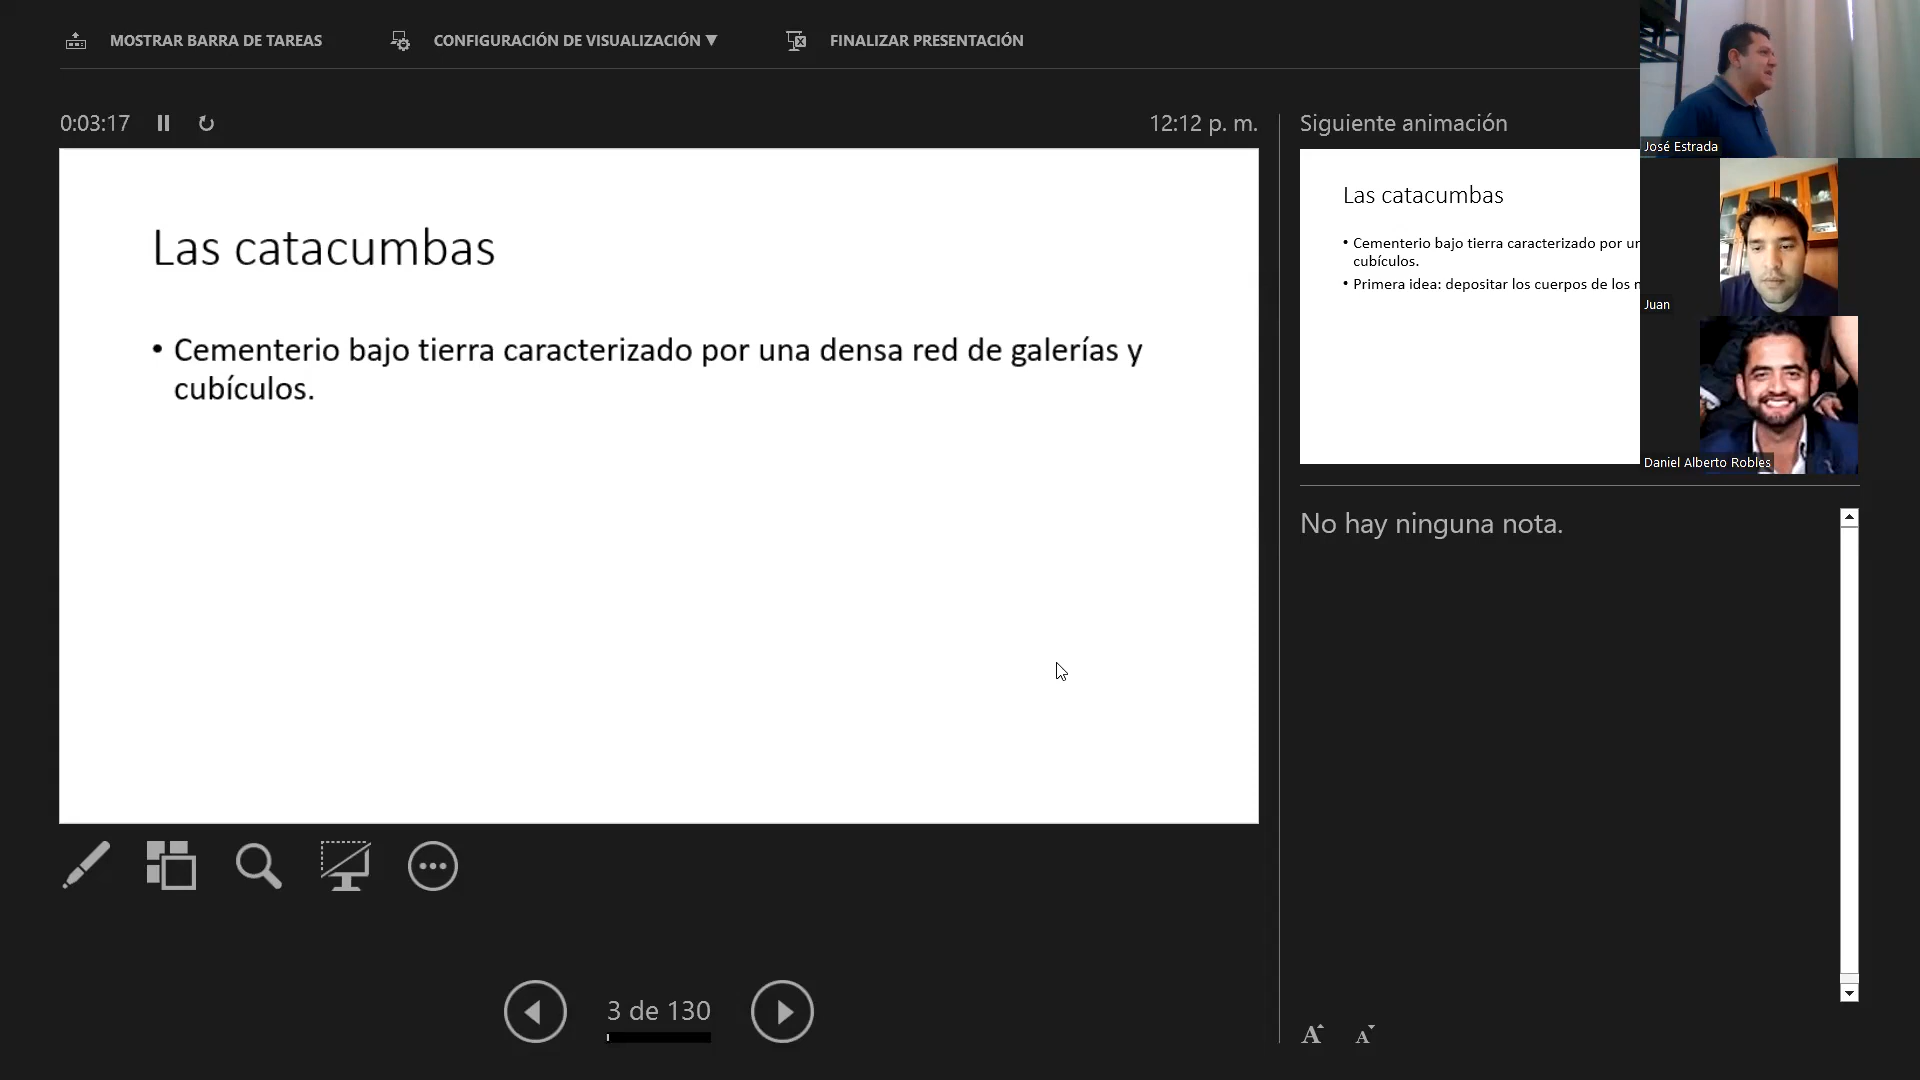 MOSTRAR BARRA DE TAREAS
CONFIGURACIÓN DE VISUALIZACIÓN ▼
FINALIZAR PRESENTACIÓN
0:03:17
12:12 p. m.
Las catacumbas
• Cementerio bajo tierra caracterizado por una densa red de galerías y
cubículos.
3 de 130
Siguiente animación
Las catacumbas
• Cementerio bajo tierra caracterizado por
cubículos.
• Primera idea: depositar los cuerpos de los
No hay ninguna nota.
A A
José Estrada
Juan
Daniel Alberto Robles